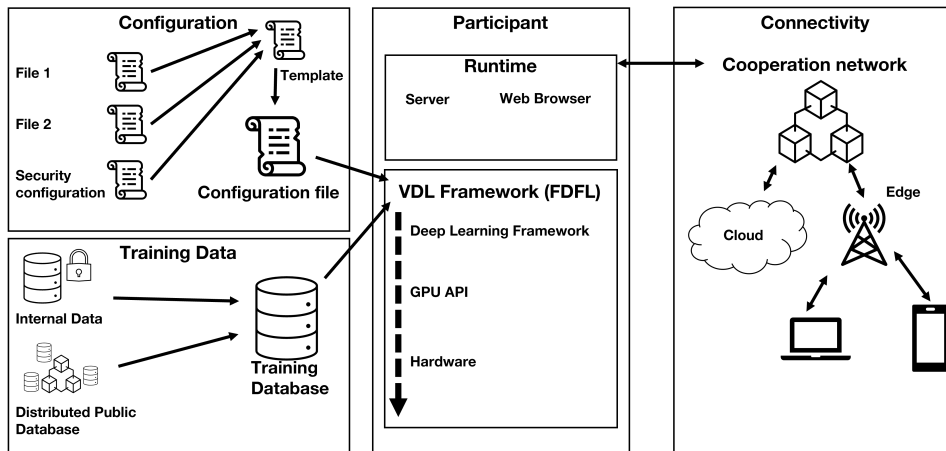 Configuration
File 1
Template
File 2
Security
configuration
Configuration file
Training Data
Internal Data
Training
Database
Distributed Public
Database
Participant
Runtime
Server
Web Browser
VDL Framework (FDFL)
Deep Learning Framework
GPU API
Hardware
Connectivity
Cooperation network
Edge
Cloud